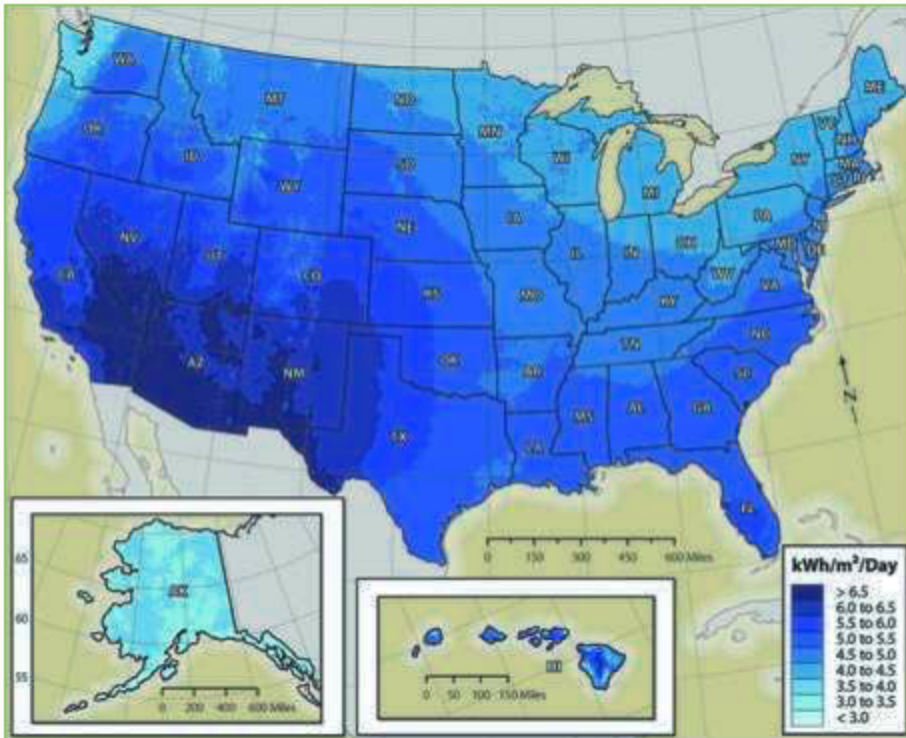 WA
MT
ND
MN
ME
OR
ID
WY
SD
WI
MI
VT
NH
NY
MA
CT
RI
IA
NE
PA
NJ
NV
UT
CO
IL
IN
OH
MD
DE
CA
KS
MO
WV
VA
KY
AZ
NM
OK
AR
TN
NC
SC
TX
LA
MS
AL
GA
FL
N
0 150 300 450 600 Miles
65
60
55
AK
0 200 400 600 Miles
HI
0 50 100 150 Miles
kWh/m²/Day
> 6.5
6.0 to 6.5
5.5 to 6.0
5.0 to 5.5
4.5 to 5.0
4.0 to 4.5
3.5 to 4.0
3.0 to 3.5
< 3.0